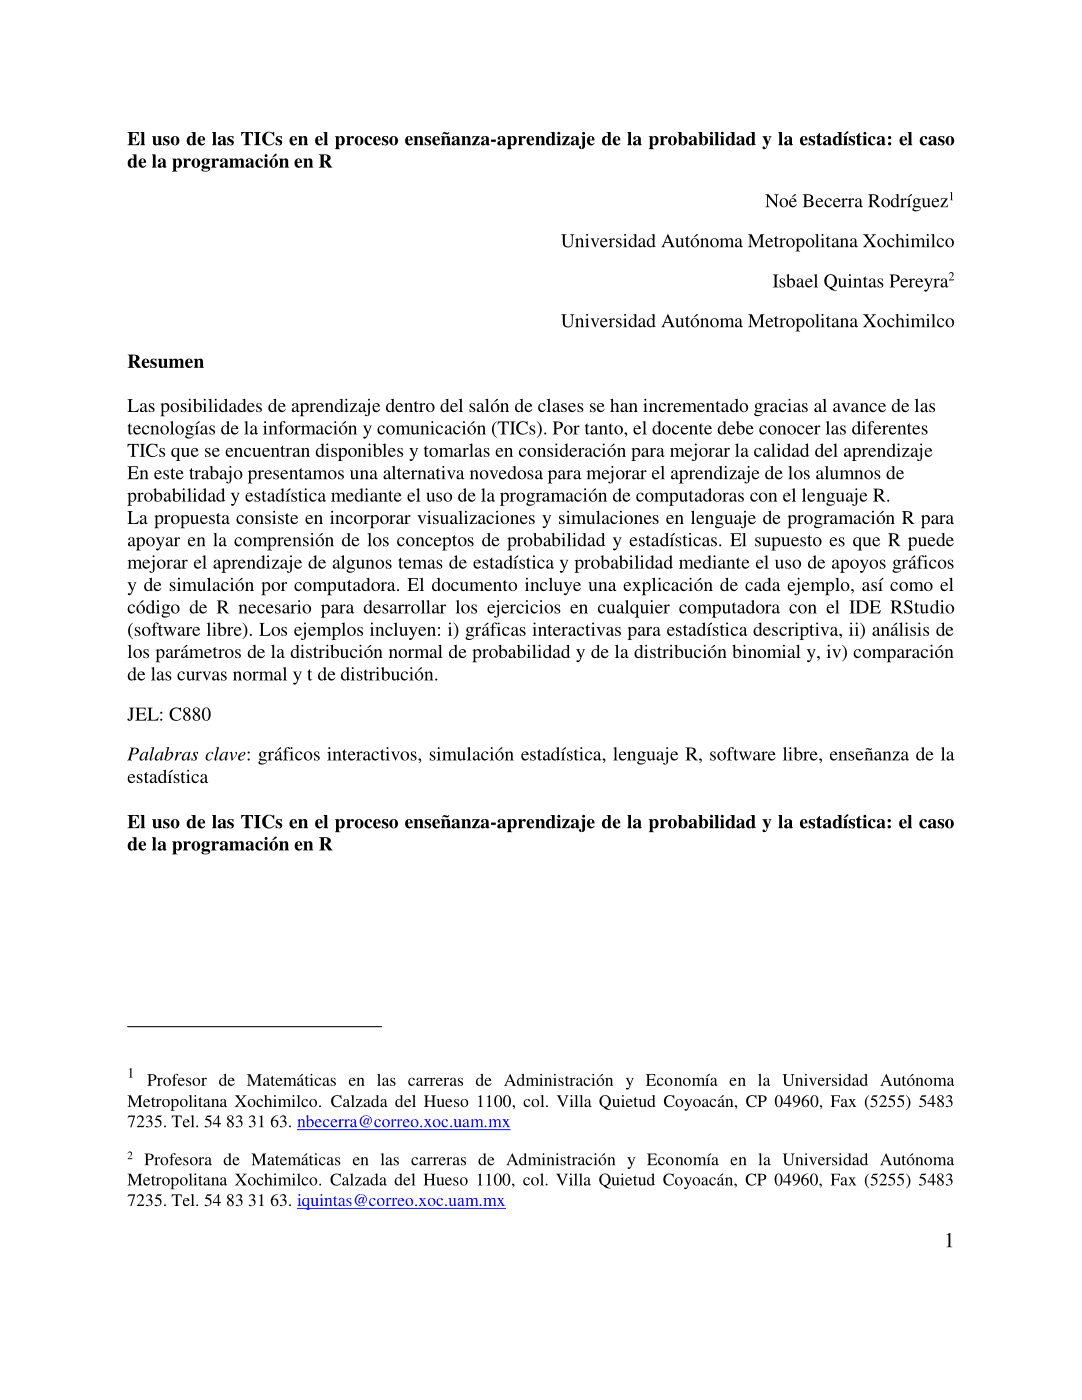 El uso de las TICs en el proceso enseñanza-aprendizaje de la probabilidad y la estadística: el caso
de la programación en R
Noé Becerra Rodríguez1
Universidad Autónoma Metropolitana Xochimilco
Isbael Quintas Pereyra2
Universidad Autónoma Metropolitana Xochimilco
Resumen
Las posibilidades de aprendizaje dentro del salón de clases se han incrementado gracias al avance de las
tecnologías de la información y comunicación (TICs). Por tanto, el docente debe conocer las diferentes
TICs que se encuentran disponibles y tomarlas en consideración para mejorar la calidad del aprendizaje
En este trabajo presentamos una alternativa novedosa para mejorar el aprendizaje de los alumnos de
probabilidad y estadística mediante el uso de la programación de computadoras con el lenguaje R.
La propuesta consiste en incorporar visualizaciones y simulaciones en lenguaje de programación R para
apoyar en la comprensión de los conceptos de probabilidad y estadísticas. El supuesto es que R puede
mejorar el aprendizaje de algunos temas de estadística y probabilidad mediante el uso de apoyos gráficos
y de simulación por computadora. El documento incluye una explicación de cada ejemplo, así como el
código de R necesario para desarrollar los ejercicios en cualquier computadora con el IDE RStudio
(software libre). Los ejemplos incluyen: i) gráficas interactivas para estadística descriptiva, ii) análisis de
los parámetros de la distribución normal de probabilidad y de la distribución binomial y, iv) comparación
de las curvas normal y t de distribución.
JEL: C880
Palabras clave: gráficos interactivos, simulación estadística, lenguaje R, software libre, enseñanza de la
estadística
El uso de las TICs en el proceso enseñanza-aprendizaje de la probabilidad y la estadística: el caso
de la programación en R
1 Profesor de Matemáticas en las carreras de Administración y Economía en la Universidad Autónoma
Metropolitana Xochimilco. Calzada del Hueso 1100, col. Villa Quietud Coyoacán, CP 04960, Fax (5255) 5483
7235. Tel. 54 83 31 63. nbecerra@correo.xoc.uam.mx
2 Profesora de Matemáticas en las carreras de Administración y Economía en la Universidad Autónoma
Metropolitana Xochimilco. Calzada del Hueso 1100, col. Villa Quietud Coyoacán, CP 04960, Fax (5255) 5483
7235. Tel. 54 83 31 63. iquintas@correo.xoc.uam.mx
1